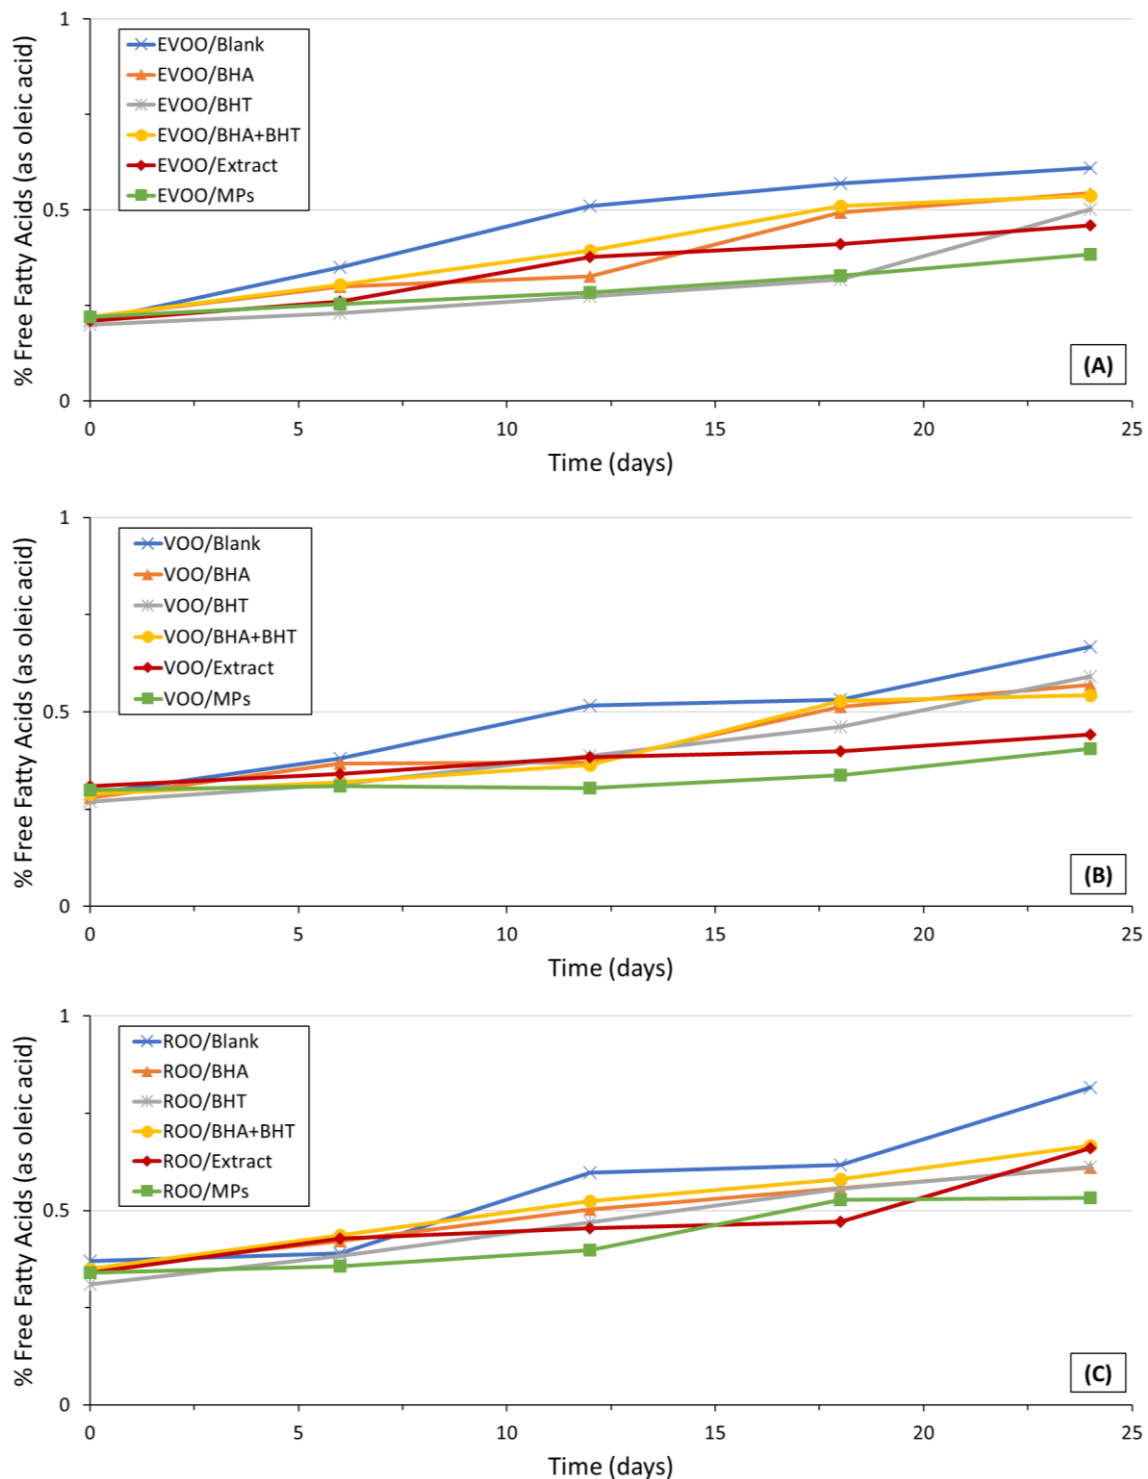 % Free Fatty Acids (as oleic acid)
1
0.5
0
EVOO/Blank
EVOO/BHA
EVOO/BHT
EVOO/BHA+BHT
EVOO/Extract
EVOO/MPs
(A)
0 5 10 15 20 25
Time (days)
% Free Fatty Acids (as oleic acid)
1
0.5
0
VOO/Blank
VOO/BHA
VOO/BHT
VOO/BHA+BHT
VOO/Extract
VOO/MPs
(B)
0 5 10 15 20 25
Time (days)
% Free Fatty Acids (as oleic acid)
1
0.5
0
ROO/Blank
ROO/BHA
ROO/BHT
ROO/BHA+BHT
ROO/Extract
ROO/MPs
(C)
0 5 10 15 20 25
Time (days)